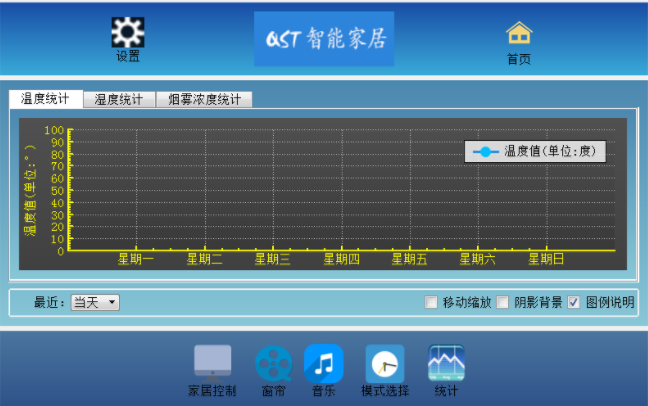 设置
QST 智能家居
首页
温度统计 湿度统计 烟雾浓度统计
温度值(单位:°)
100
90
80
70
60
50
40
30
20
10
0
温度值(单位:度)
星期一 星期二 星期三 星期四 星期五 星期六 星期日
最近: 当天 移动缩放 阴影背景 图例说明
家居控制 窗帘 音乐 模式选择 统计